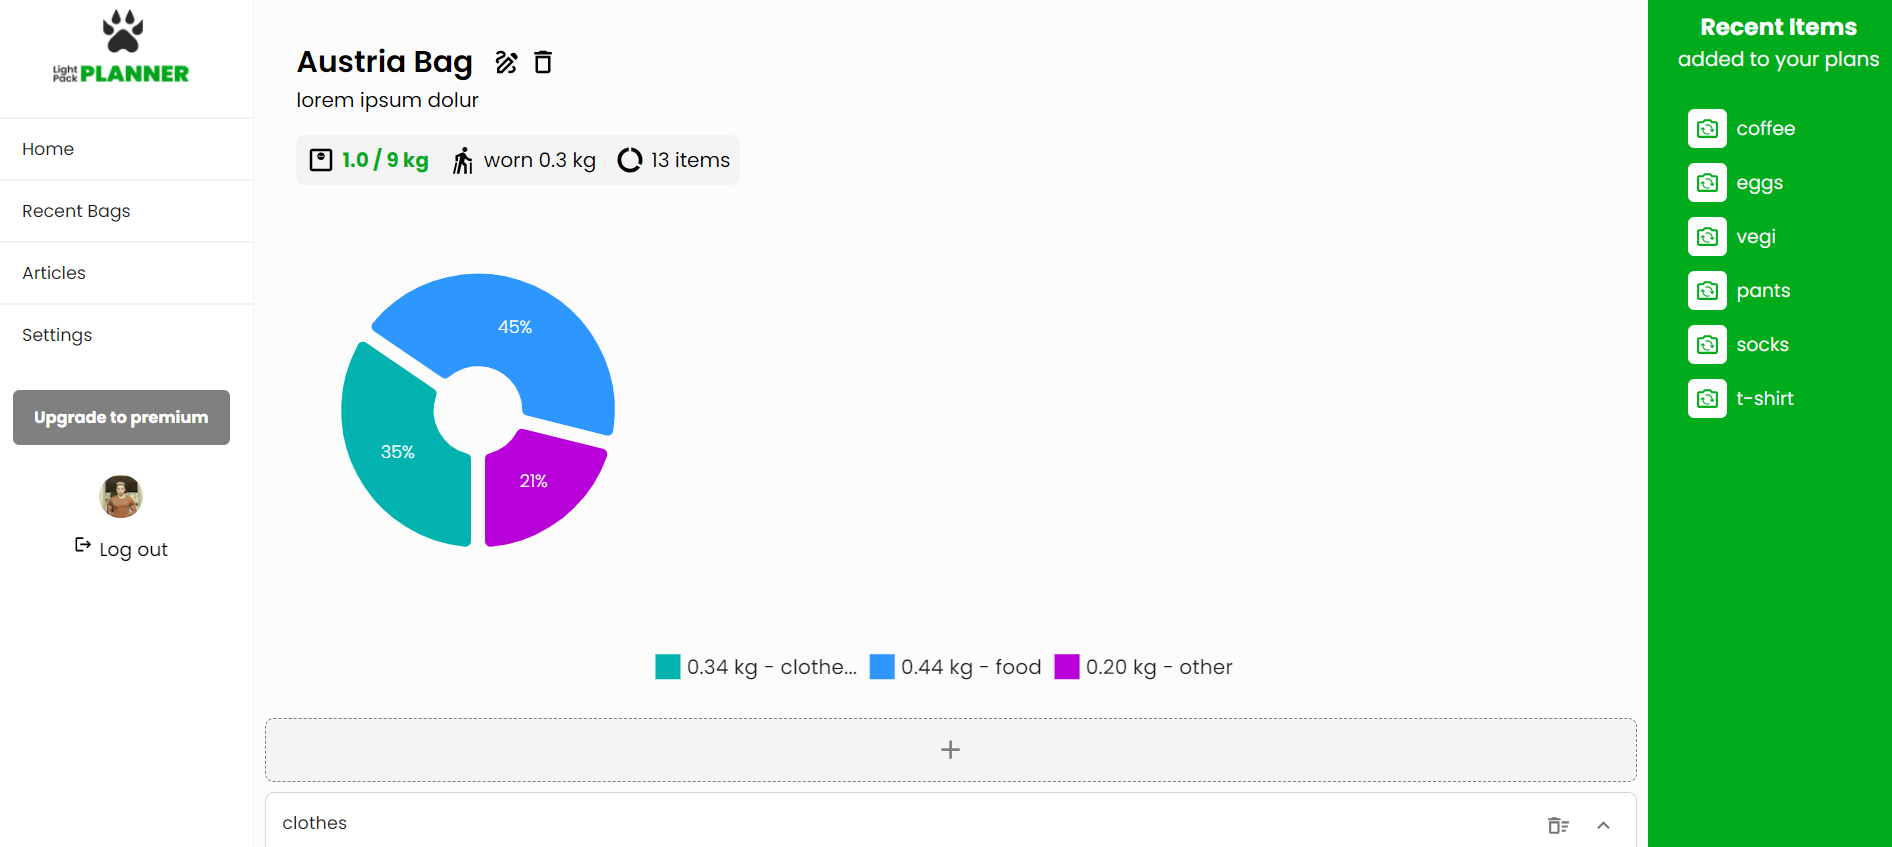 Light
Pack PLANNER
Home
Recent Bags
Articles
Settings
Upgrade to premium
Log out
Austria Bag
lorem ipsum dolur
1.0 / 9 kg worn 0.3 kg 13 items
45%
35%
21%
0.34 kg - clothe... 0.44 kg - food 0.20 kg - other
+
clothes
Recent Items
added to your plans
coffee
eggs
vegi
pants
socks
t-shirt